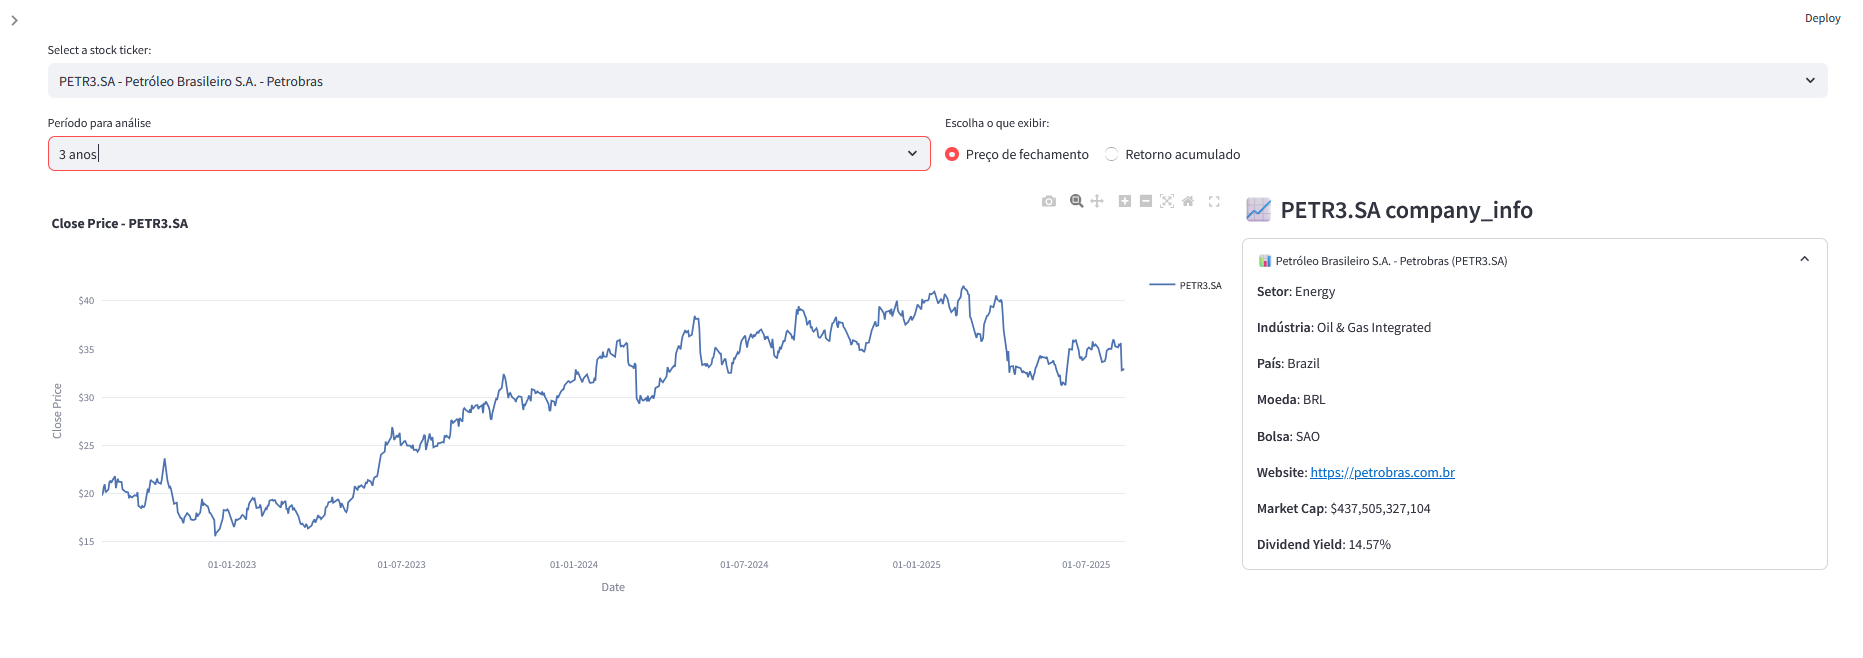 Deploy
Select a stock ticker:
PETR3.SA - Petróleo Brasileiro S.A. - Petrobras
Período para análise
3 anos
Escolha o que exibir:
Preço de fechamento
Retorno acumulado
Close Price - PETR3.SA
PETR3.SA
Close Price
$40
$35
$30
$25
$20
$15
01-01-2023
01-07-2023
01-01-2024
01-07-2024
01-01-2025
01-07-2025
Date
PETR3.SA company_info
Petróleo Brasileiro S.A. - Petrobras (PETR3.SA)
Setor: Energy
Indústria: Oil & Gas Integrated
País: Brazil
Moeda: BRL
Bolsa: SAO
Website: https://petrobras.com.br
Market Cap: $437,505,327,104
Dividend Yield: 14.57%